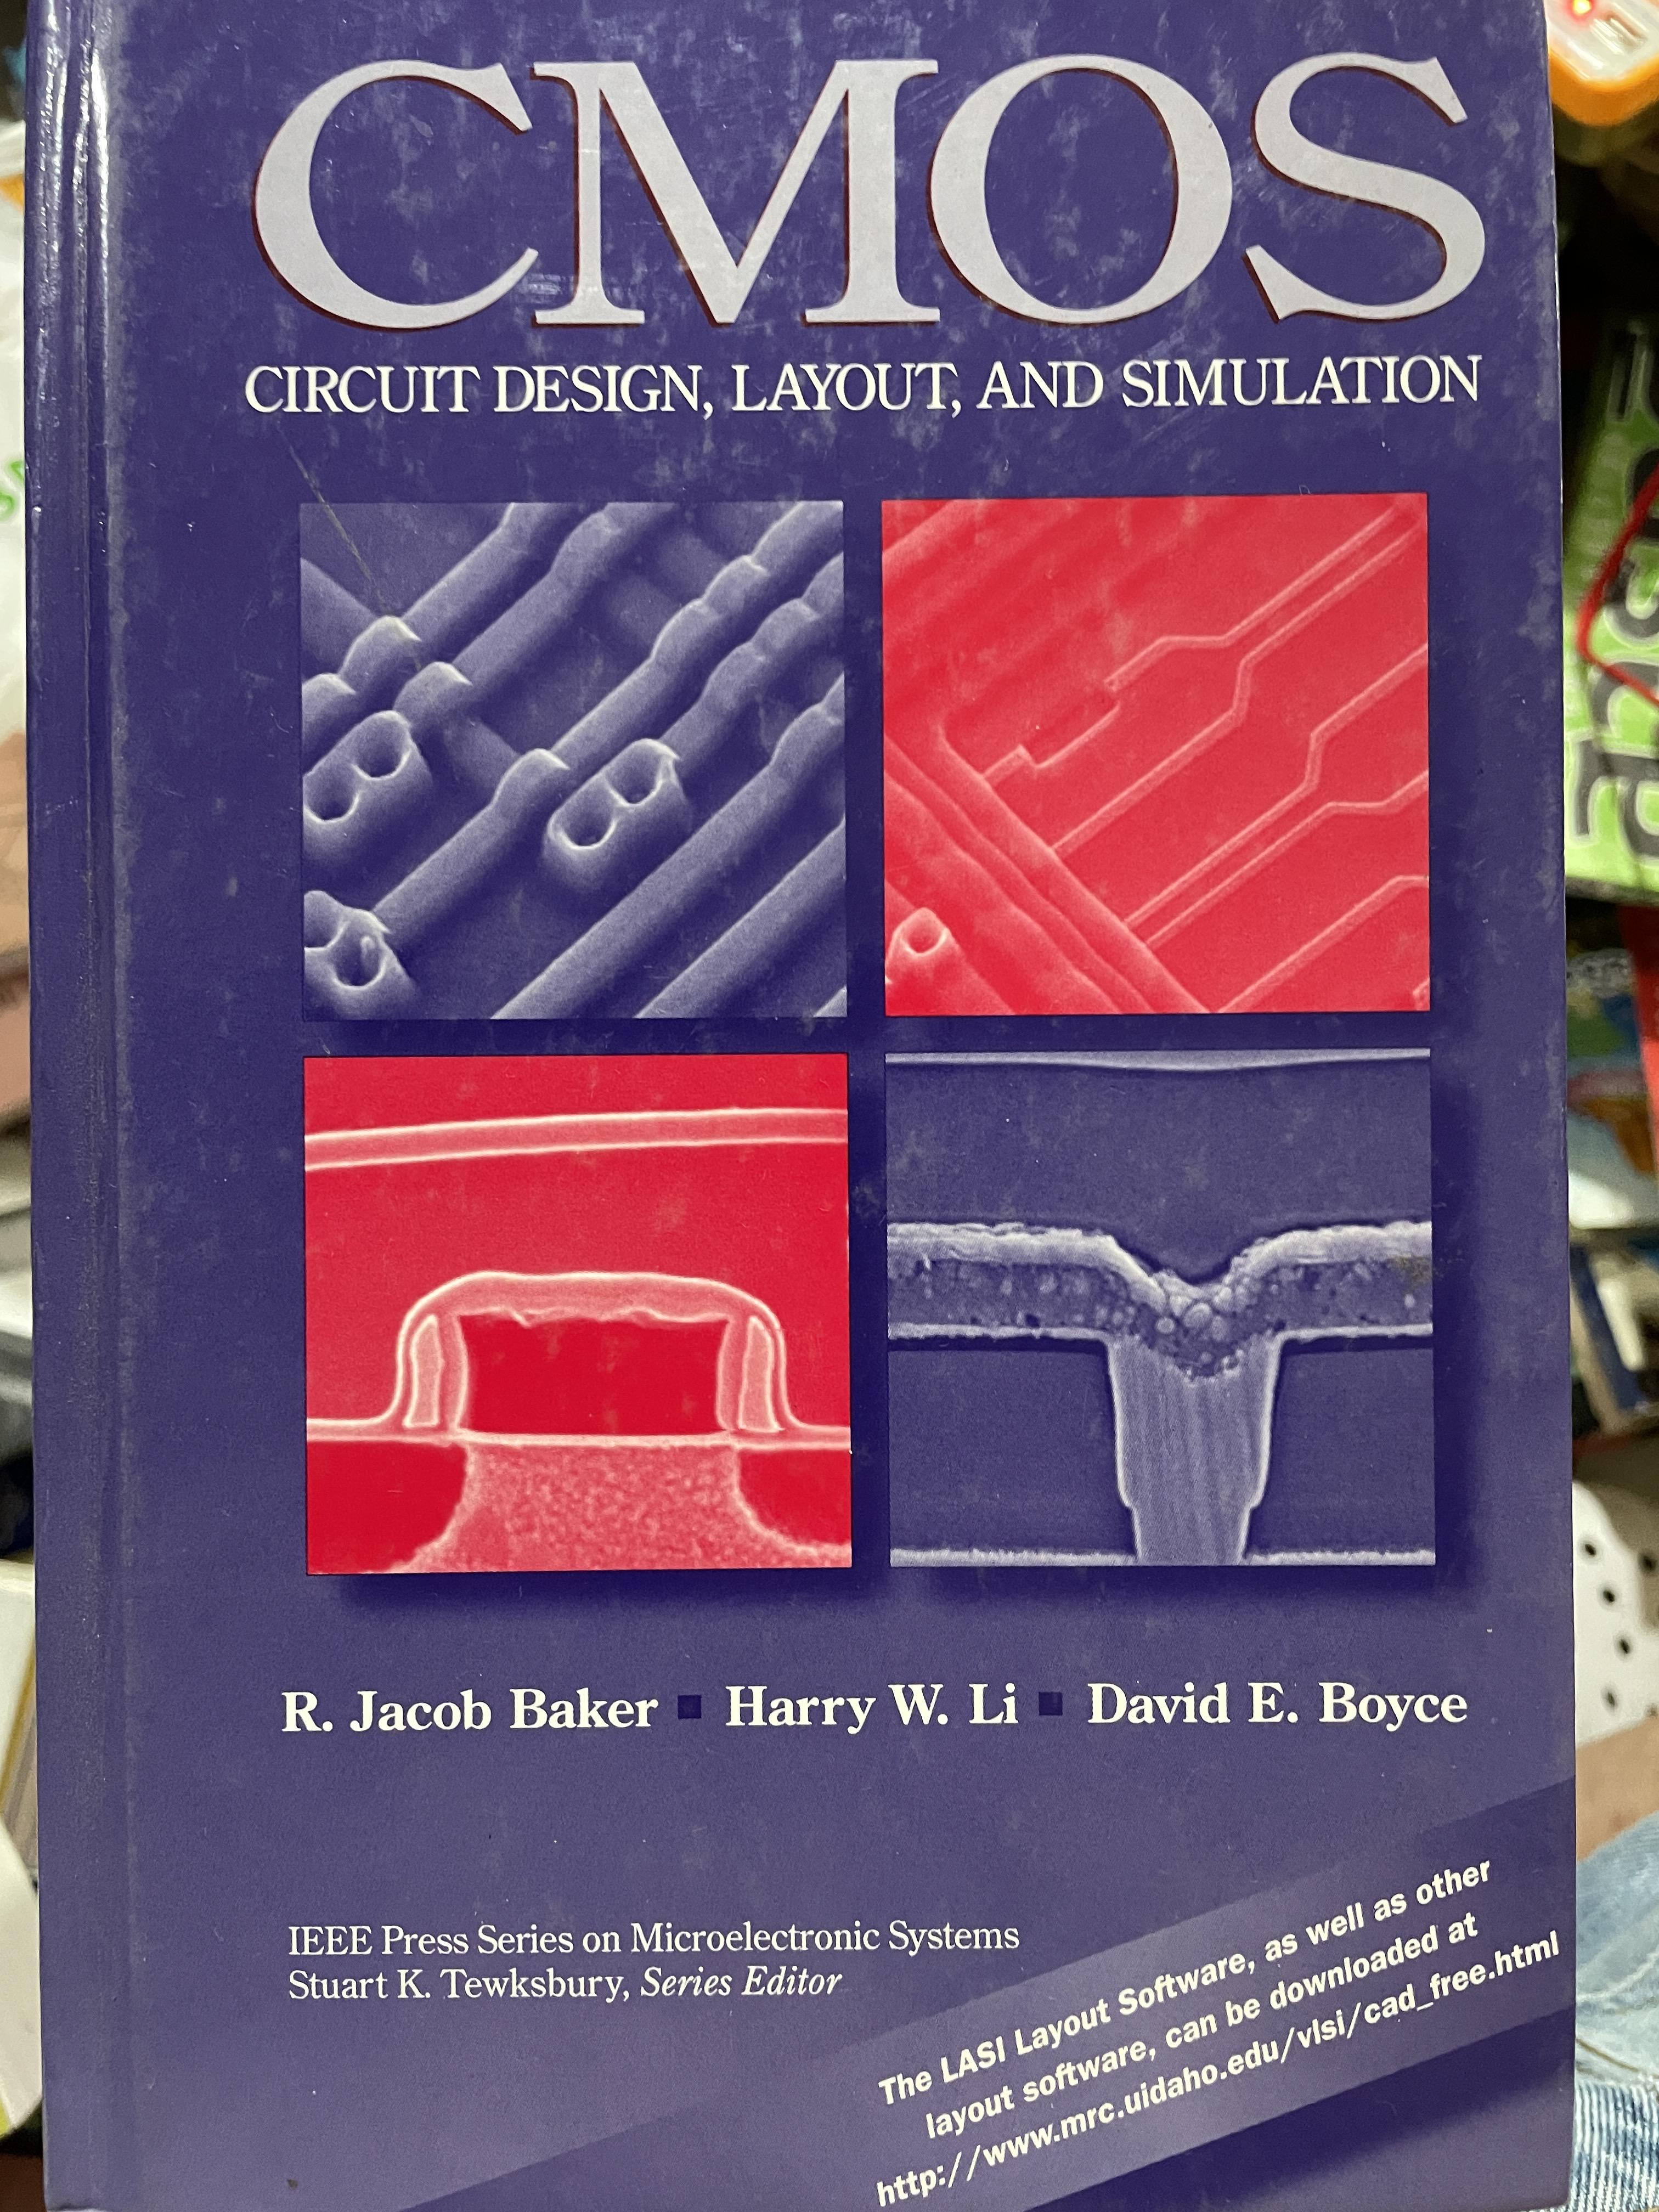 CMOS
CIRCUIT DESIGN, LAYOUT, AND SIMULATION
R. Jacob Baker ▪ Harry W. Li ▪ David E. Boyce
IEEE Press Series on Microelectronic Systems
Stuart K. Tewksbury, Series Editor
The LASI Layout Software, as well as other
layout software, can be downloaded at
http://www.mrc.uidaho.edu/vlsi/cad_free.html